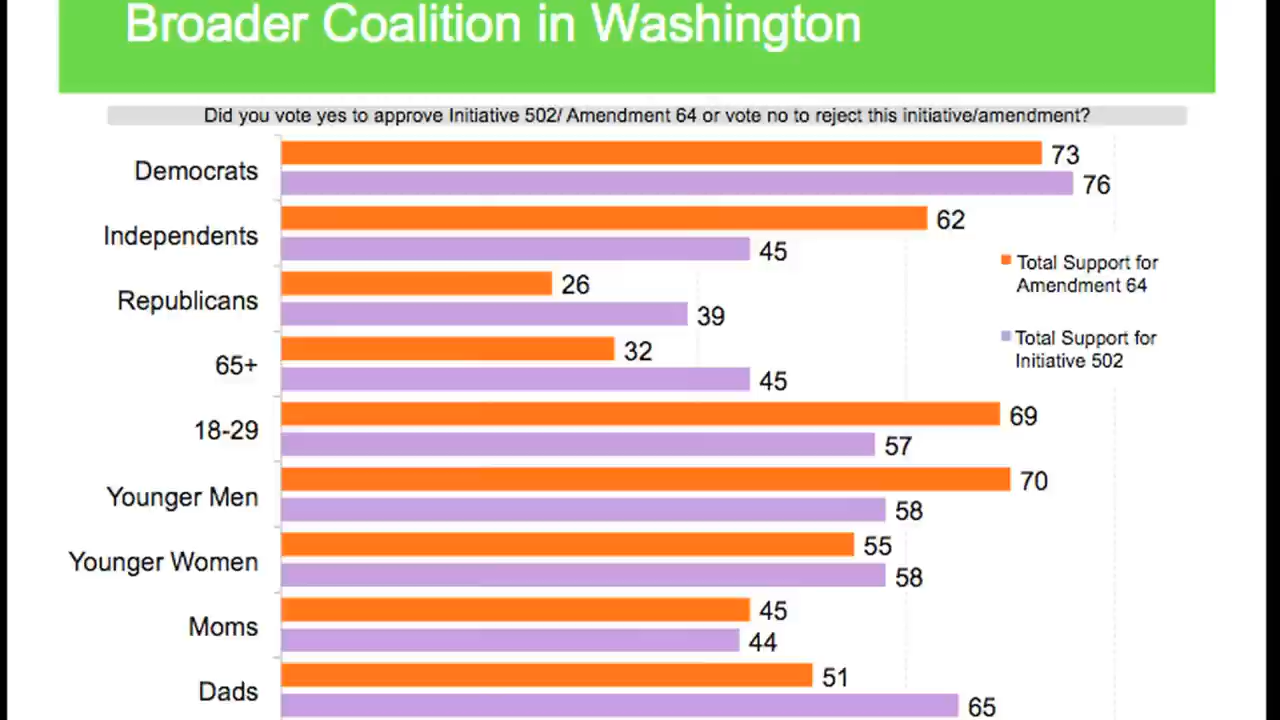 Broader Coalition in Washington
Did you vote yes to approve Initiative 502/ Amendment 64 or vote no to reject this initiative/amendment?
Democrats
73
76
Independents
62
45
Republicans
26
39
65+
32
45
18-29
69
57
Younger Men
70
58
Younger Women
55
58
Moms
45
44
Dads
51
65
Total Support for
Amendment 64
Total Support for
Initiative 502